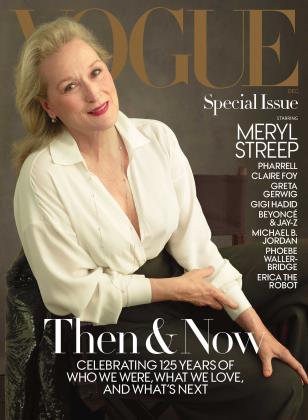 VOGUE
DEC
Special Issue
STARRING
MERYL
STREEP
PHARRELL
CLAIRE FOY
GRETA
GERWIG
GIGI HADID
BEYONCÉ
& JAY-Z
MICHAEL B.
JORDAN
PHOEBE
WALLER-
BRIDGE
ERICA THE
ROBOT
Then & Now
CELEBRATING 125 YEARS OF
WHO WE WERE, WHAT WE LOVE,
AND WHAT'S NEXT